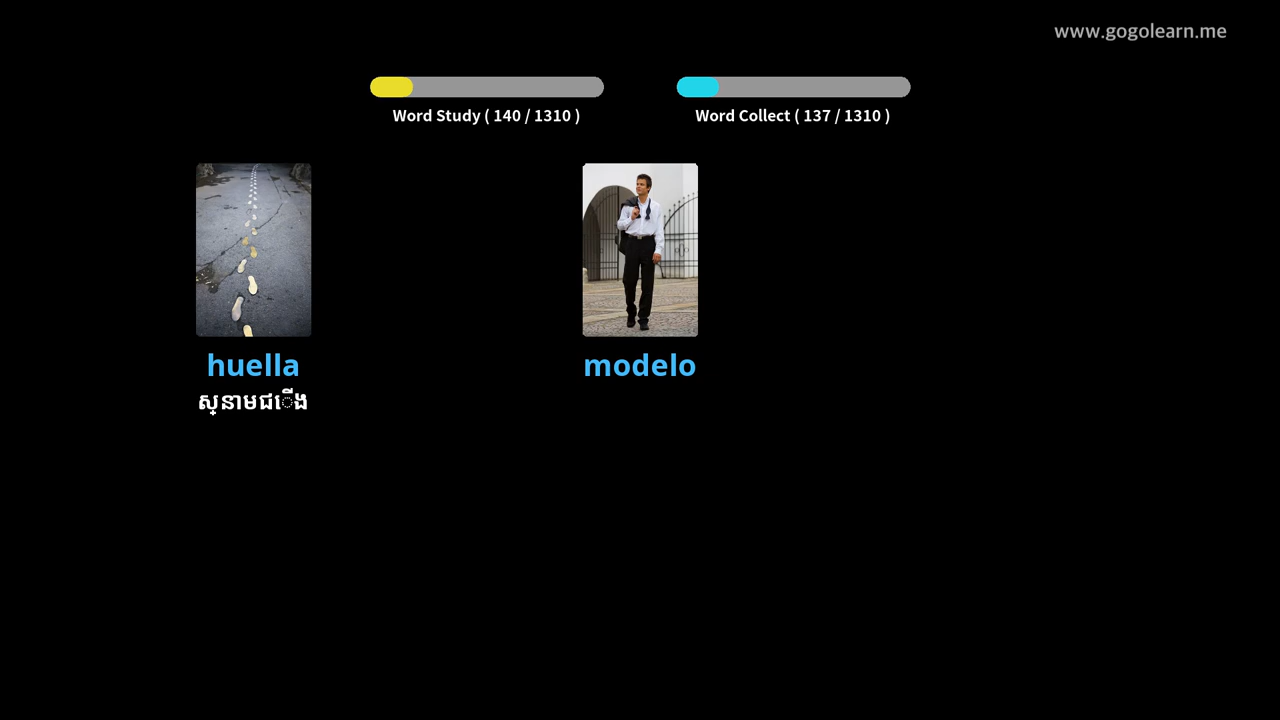 www.gogolearn.me
Word Study ( 140 / 1310 )
Word Collect ( 137 / 1310 )
huella
modelo
ស្នាមជើង